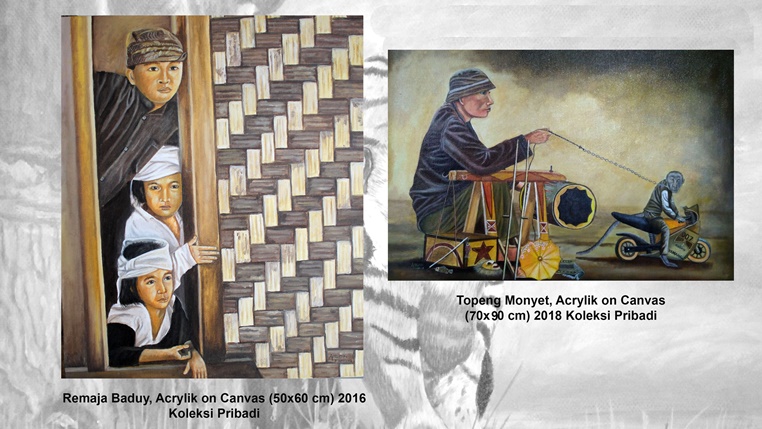 Remaja Baduy, Acrylik on Canvas (50x60 cm) 2016
Koleksi Pribadi
Topeng Monyet, Acrylik on Canvas
(70x90 cm) 2018 Koleksi Pribadi